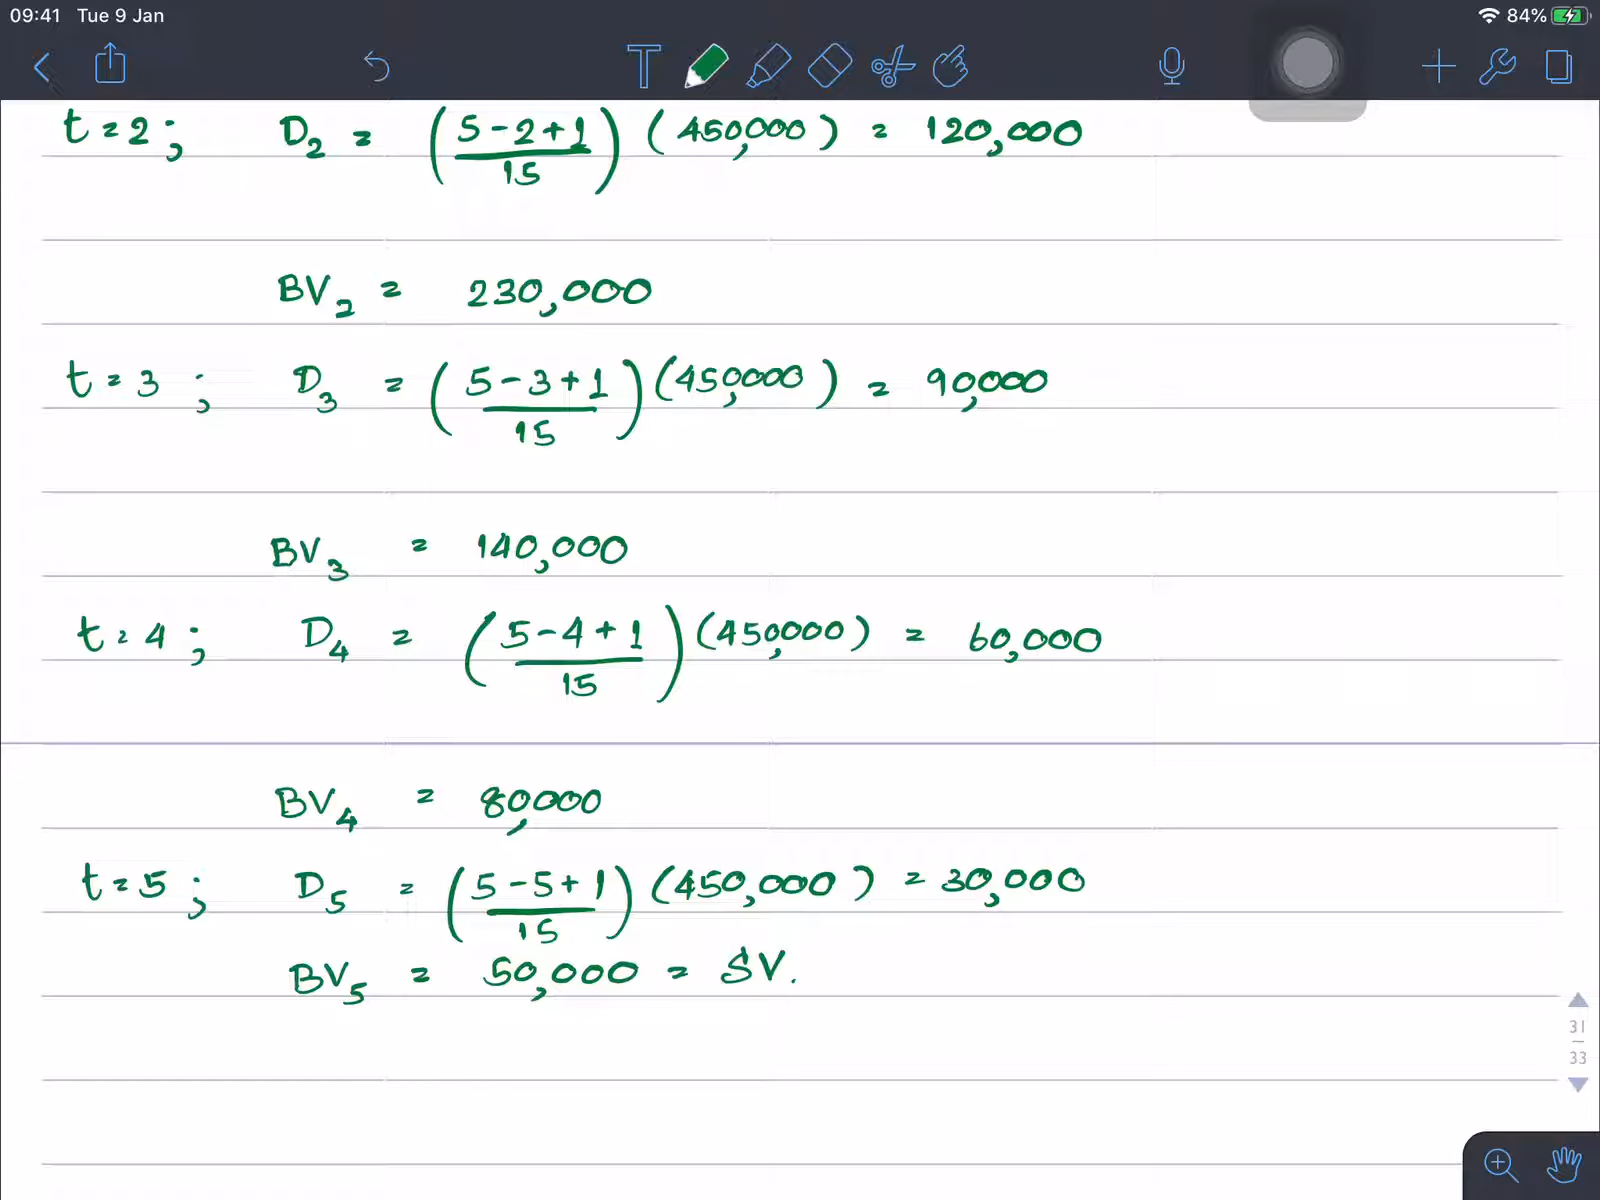 09:41 Tue 9 Jan 84%
T
t = 2 ; D2 = (5-2+1/15) (450,000) = 120,000
BV2 = 230,000
t = 3 ; D3 = (5-3+1/15) (450,000) = 90,000
BV3 = 140,000
t = 4 ; D4 = (5-4+1/15) (450,000) = 60,000
BV4 = 80,000
t = 5 ; D5 = (5-5+1/15) (450,000) = 30,000
BV5 = 50,000 = SV.
31
33